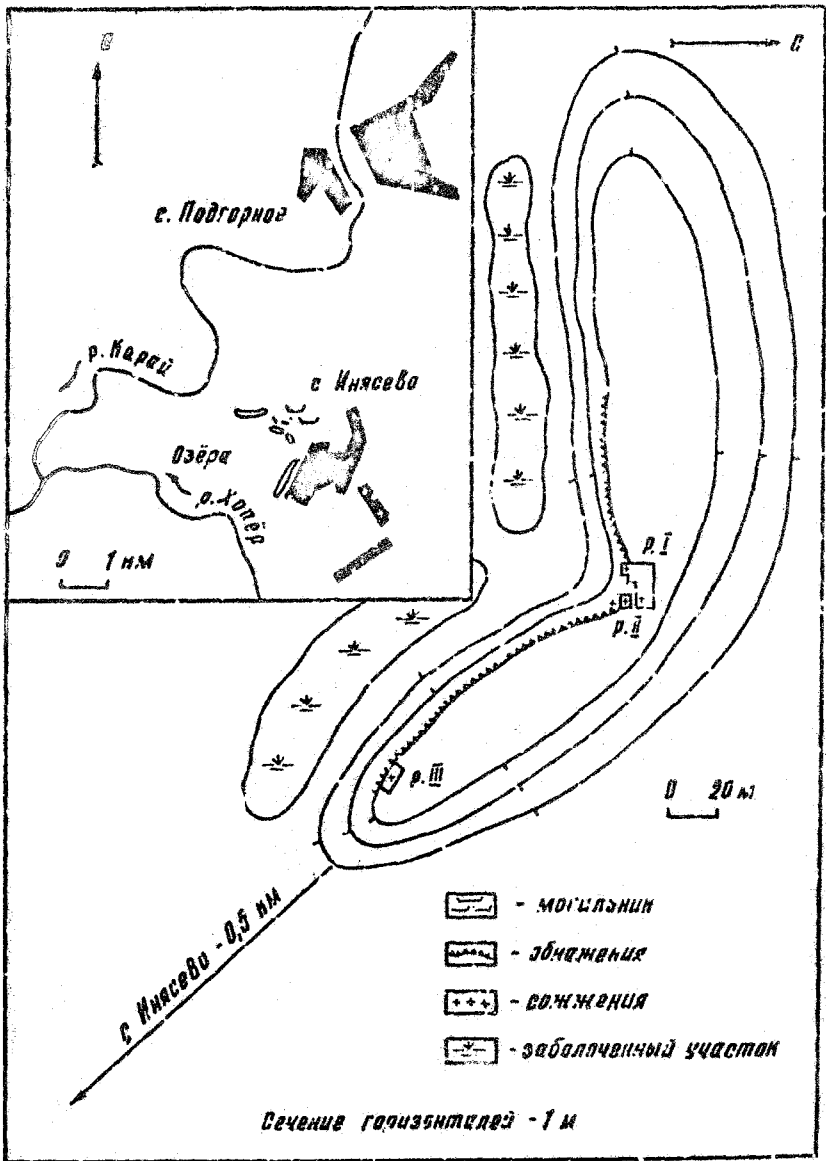 С
С
с. Подгорное
р. Карай
с Инясево
Озёра
р. Хопёр
0 1 км
р. I
р. II
р. III
0 20 м
с Инясево - 0,5 км
- могильник
- обнажения
- сожжения
- заболоченный участок
Сечение горизонталей - 1 м